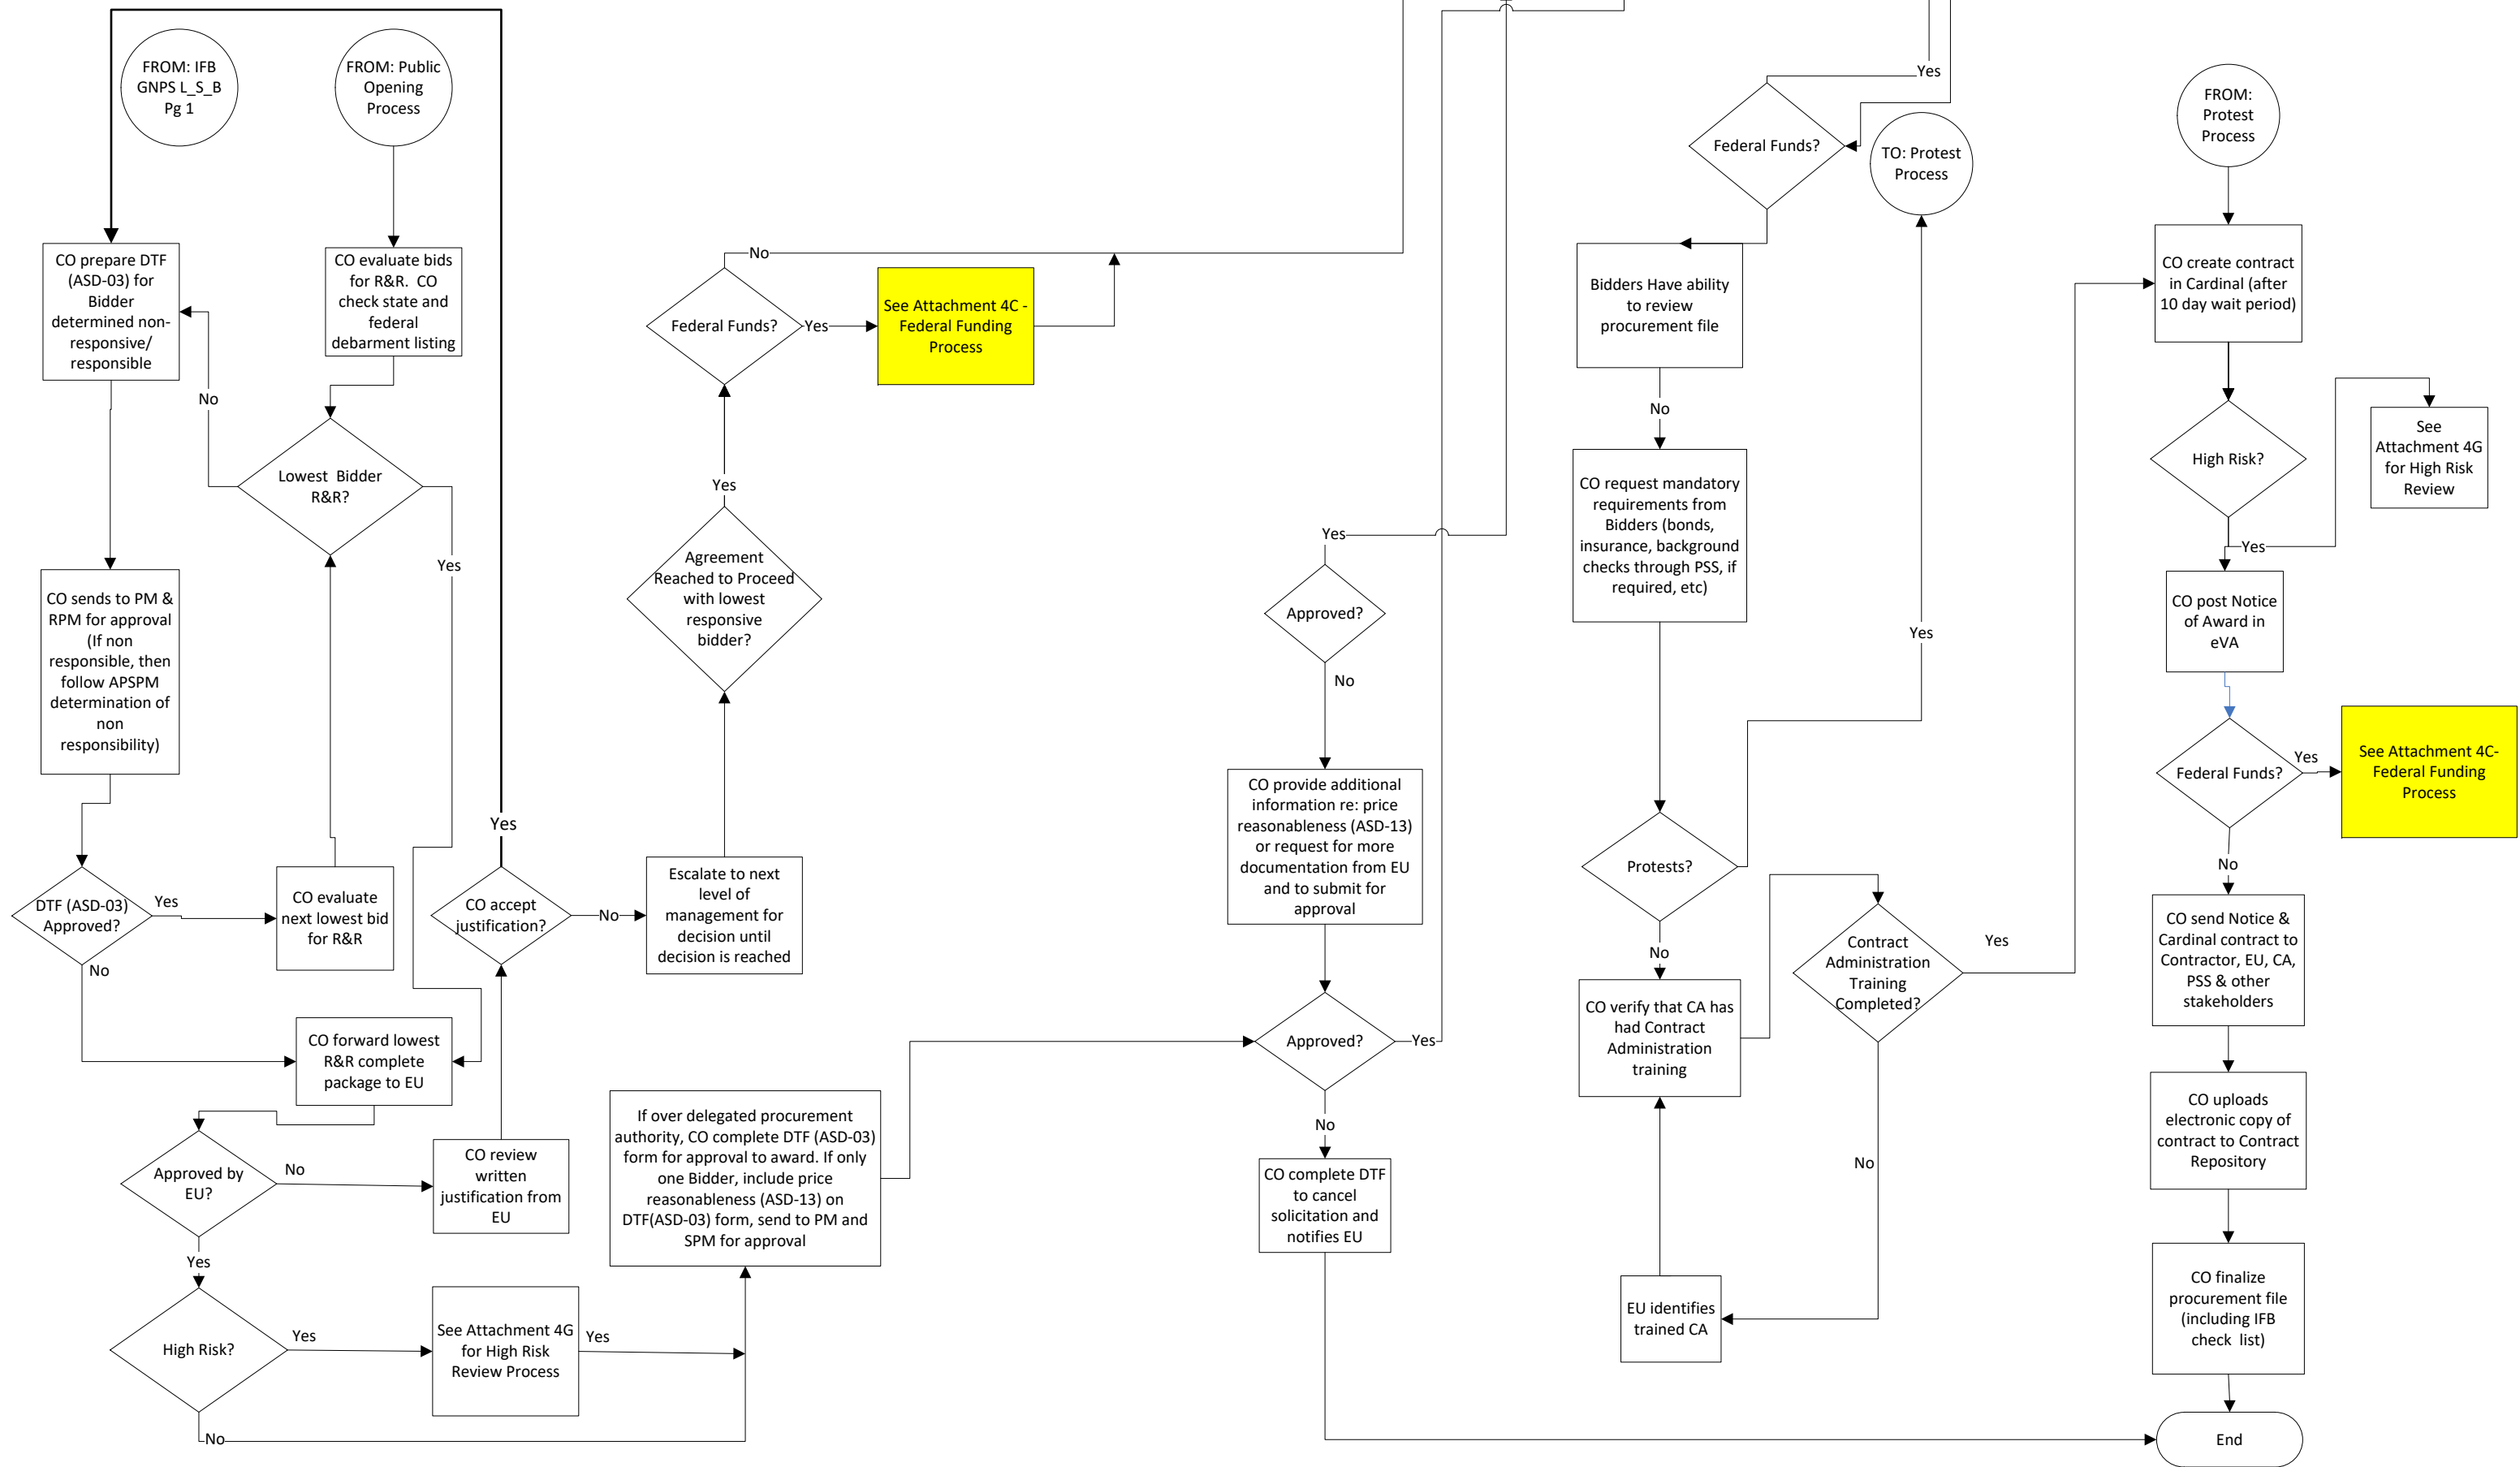 FROM: IFB
GNPS L_S_B
Pg 1
FROM: Public
Opening
Process
CO prepare DTF
(ASD-03) for
Bidder
determined non-
responsive/
responsible
CO evaluate bids
for R&R.  CO
check state and
federal
debarment listing
No
Lowest  Bidder
R&R?
Yes
CO sends to PM &
RPM for approval
(If non
responsible, then
follow APSPM
determination of
non
responsibility)
DTF (ASD-03)
Approved?
Yes
No
CO evaluate
next lowest bid
for R&R
CO forward lowest
R&R complete
package to EU
Approved by
EU?
No
Yes
CO review
written
justification from
EU
High Risk?
Yes
No
See Attachment 4G
for High Risk
Review Process
Yes
Yes
CO accept
justification?
No
Escalate to next
level of
management for
decision until
decision is reached
Agreement
Reached to Proceed
with lowest
responsive
bidder?
Yes
Federal Funds?
No
Yes
See Attachment 4C -
Federal Funding
Process
If over delegated procurement
authority, CO complete DTF (ASD-03)
form for approval to award. If only
one Bidder, include price
reasonableness (ASD-13) on
DTF(ASD-03) form, send to PM and
SPM for approval
Yes
Approved?
No
CO provide additional
information re: price
reasonableness (ASD-13)
or request for more
documentation from EU
and to submit for
approval
Approved?
Yes
No
CO complete DTF
to cancel
solicitation and
notifies EU
Yes
Federal Funds?
TO: Protest
Process
Bidders Have ability
to review
procurement file
No
CO request mandatory
requirements from
Bidders (bonds,
insurance, background
checks through PSS, if
required, etc)
Yes
Protests?
No
CO verify that CA has
had Contract
Administration
training
Contract
Administration
Training
Completed?
Yes
No
EU identifies
trained CA
FROM:
Protest
Process
CO create contract
in Cardinal (after
10 day wait period)
High Risk?
See
Attachment 4G
for High Risk
Review
Yes
CO post Notice
of Award in
eVA
Federal Funds?
Yes
See Attachment 4C-
Federal Funding
Process
No
CO send Notice &
Cardinal contract to
Contractor, EU, CA,
PSS & other
stakeholders
CO uploads
electronic copy of
contract to Contract
Repository
CO finalize
procurement file
(including IFB
check  list)
End